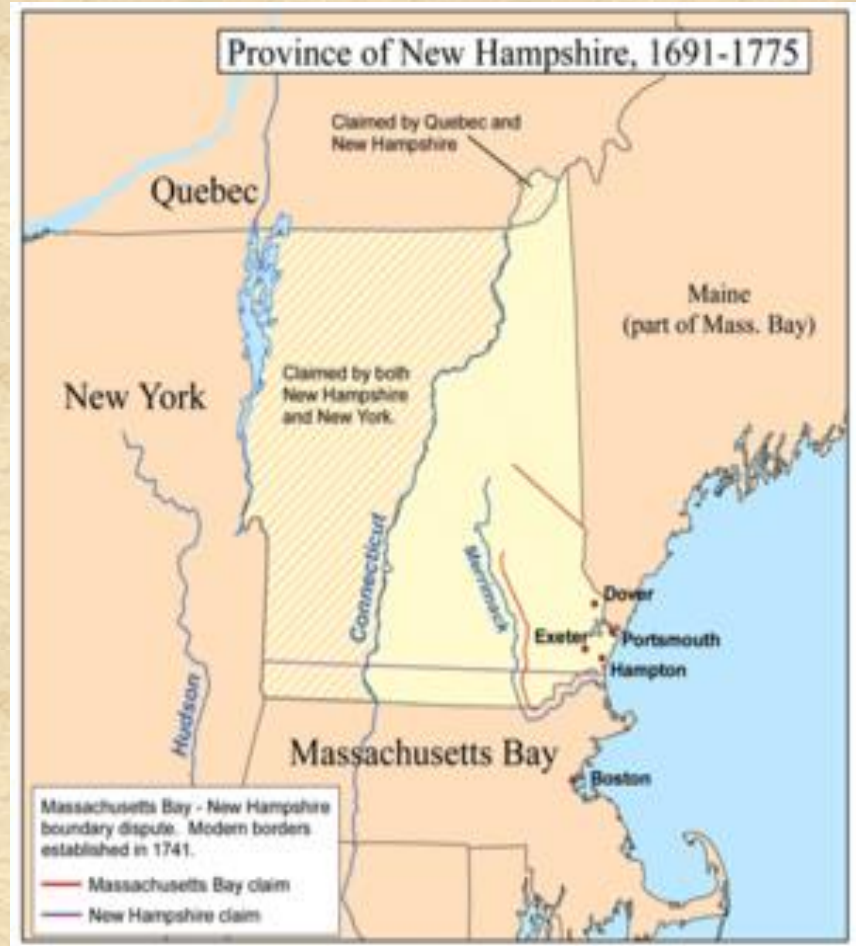 Province of New Hampshire, 1691-1775
Claimed by Quebec and
New Hampshire
Quebec
Maine
(part of Mass. Bay)
Claimed by both
New Hampshire
and New York.
New York
Connecticut
Merrimack
Dover
Exeter
Portsmouth
Hampton
Hudson
Massachusetts Bay
Boston
Massachusetts Bay - New Hampshire
boundary dispute. Modern borders
established in 1741.
Massachusetts Bay claim
New Hampshire claim